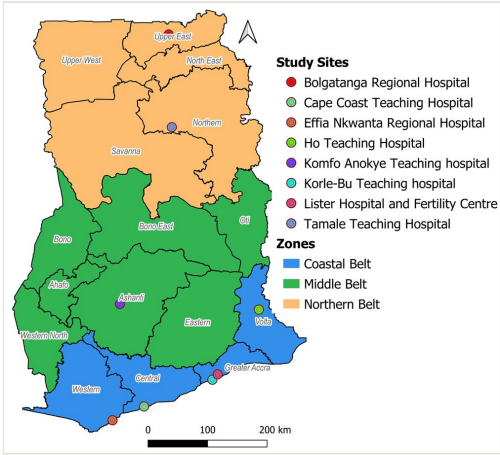 Upper East
Upper West
North East
Northern
Savanna
Oti
Bono East
Bono
Ahafo
Ashanti
Eastern
Western North
Volta
Greater Accra
Central
Western
Study Sites
Bolgatanga Regional Hospital
Cape Coast Teaching Hospital
Effia Nkwanta Regional Hospital
Ho Teaching Hospital
Komfo Anokye Teaching hospital
Korle-Bu Teaching hospital
Lister Hospital and Fertility Centre
Tamale Teaching Hospital
Zones
Coastal Belt
Middle Belt
Northern Belt
0 100 200 km